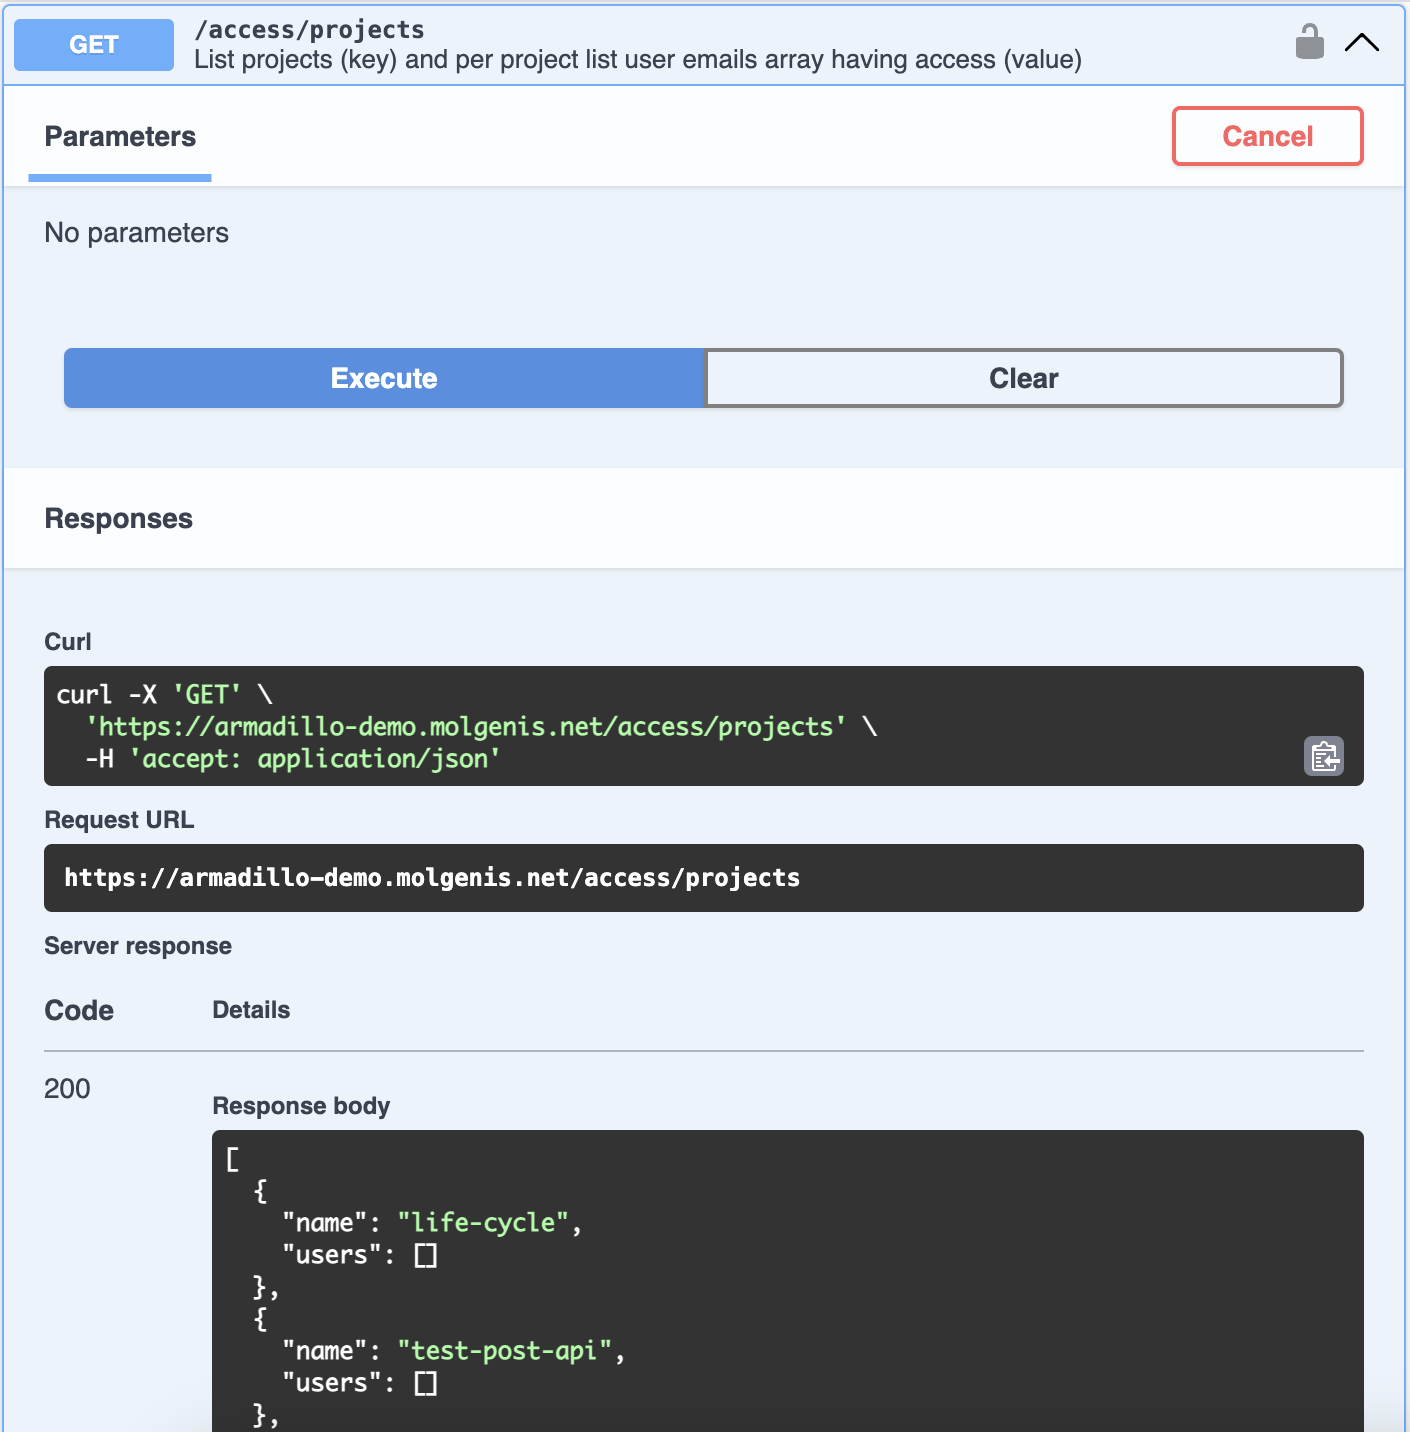 GET
/access/projects
List projects (key) and per project list user emails array having access (value)
Parameters
Cancel
No parameters
Execute
Clear
Responses
Curl
curl -X 'GET' \
  'https://armadillo-demo.molgenis.net/access/projects' \
  -H 'accept: application/json'
Request URL
https://armadillo-demo.molgenis.net/access/projects
Server response
Code
Details
200
Response body
[
  {
    "name": "life-cycle",
    "users": []
  },
  {
    "name": "test-post-api",
    "users": []
  },